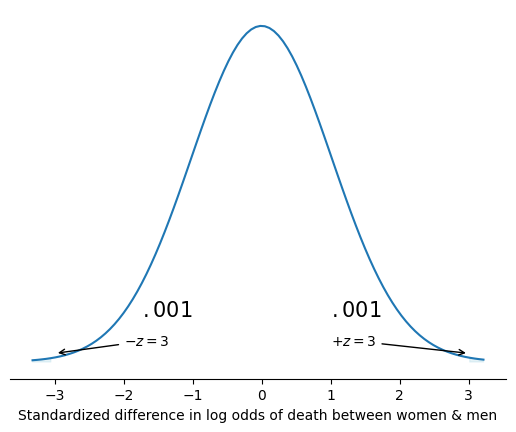 .001 .001
−z = 3 +z = 3
−3 −2 −1 0 1 2 3
Standardized difference in log odds of death between women & men